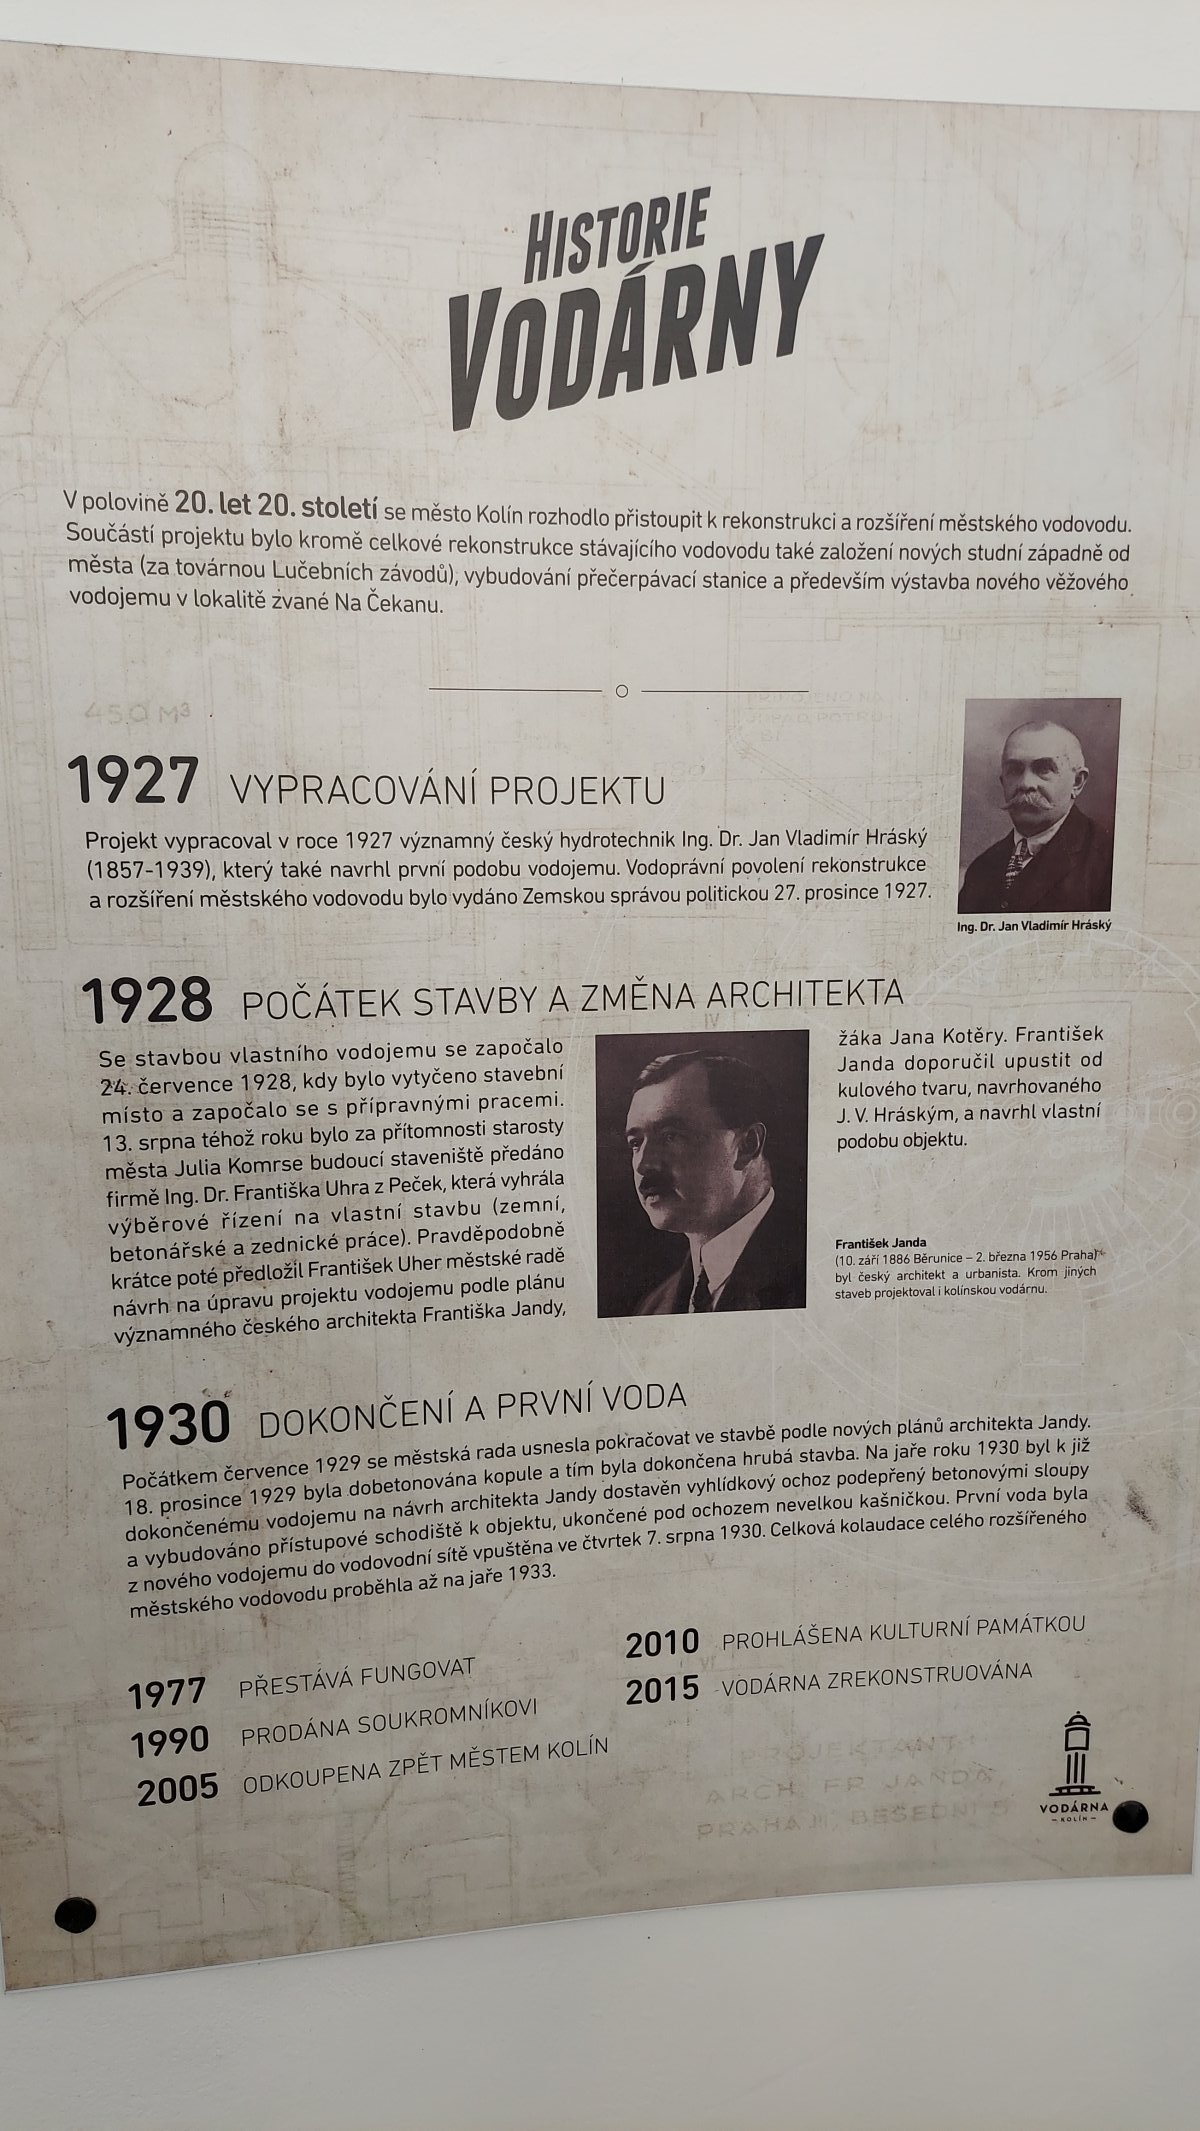 HISTORIE
VODÁRNY
V polovině 20. let 20. století se město Kolín rozhodlo přistoupit k rekonstrukci a rozšíření městského vodovodu.
Součástí projektu bylo kromě celkové rekonstrukce stávajícího vodovodu také založení nových studní západně od
města (za továrnou Lučebních závodů), vybudování přečerpávací stanice a především výstavba nového věžového
vodojemu v lokalitě zvané Na Čekanu.
450 M³
1927 VYPRACOVÁNÍ PROJEKTU
Projekt vypracoval v roce 1927 významný český hydrotechnik Ing. Dr. Jan Vladimír Hráský
(1857-1939), který také navrhl první podobu vodojemu. Vodoprávní povolení rekonstrukce
a rozšíření městského vodovodu bylo vydáno Zemskou správou politickou 27. prosince 1927.
Ing. Dr. Jan Vladimír Hráský
1928 POČÁTEK STAVBY A ZMĚNA ARCHITEKTA
Se stavbou vlastního vodojemu se započalo
24. července 1928, kdy bylo vytyčeno stavební
místo a započalo se s přípravnými pracemi.
13. srpna téhož roku bylo za přítomnosti starosty
města Julia Komrse budoucí staveniště předáno
firmě Ing. Dr. Františka Uhra z Peček, která vyhrála
výběrové řízení na vlastní stavbu (zemní,
betonářské a zednické práce). Pravděpodobně
krátce poté předložil František Uher městské radě
návrh na úpravu projektu vodojemu podle plánu
významného českého architekta Františka Jandy,
žáka Jana Kotěry. František
Janda doporučil upustit od
kulového tvaru, navrhovaného
J. V. Hráským, a navrhl vlastní
podobu objektu.
František Janda
(10. září 1886 Běrunice – 2. března 1956 Praha)
byl český architekt a urbanista. Krom jiných
staveb projektoval i kolínskou vodárnu.
1930 DOKONČENÍ A PRVNÍ VODA
Počátkem července 1929 se městská rada usnesla pokračovat ve stavbě podle nových plánů architekta Jandy.
18. prosince 1929 byla dobetonována kopule a tím byla dokončena hrubá stavba. Na jaře roku 1930 byl k již
dokončenému vodojemu na návrh architekta Jandy dostavěn vyhlídkový ochoz podepřený betonovými sloupy
a vybudováno přístupové schodiště k objektu, ukončené pod ochozem nevelkou kašničkou. První voda byla
z nového vodojemu do vodovodní sítě vpuštěna ve čtvrtek 7. srpna 1930. Celková kolaudace celého rozšířeného
městského vodovodu proběhla až na jaře 1933.
1977 PŘESTÁVÁ FUNGOVAT
1990 PRODÁNA SOUKROMNÍKOVI
2005 ODKOUPENA ZPĚT MĚSTEM KOLÍN
2010 PROHLÁŠENA KULTURNÍ PAMÁTKOU
2015 VODÁRNA ZREKONSTRUOVÁNA
PROJEKTANT:
ARCH. FR. JANDA,
PRAHA II, BESEDNÍ 5
VODÁRNA
– KOLÍN –